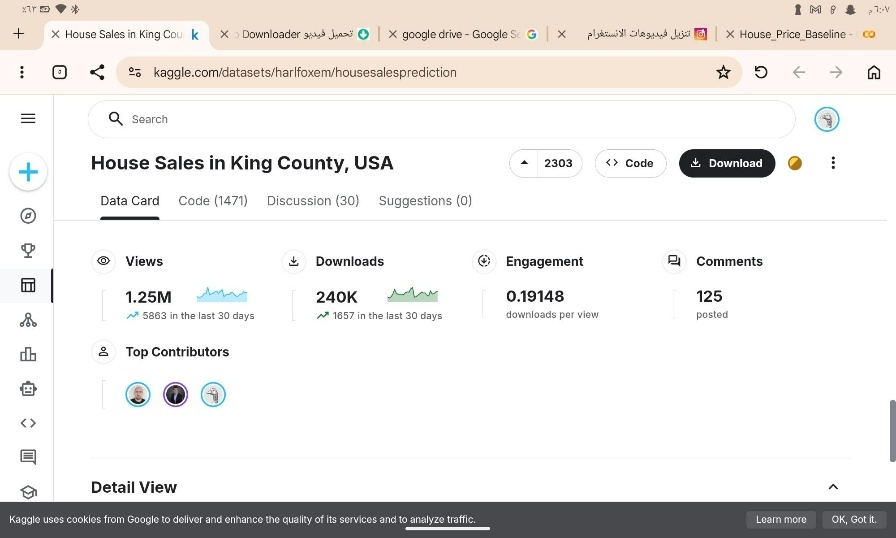 ٪٦٣
٦:٠٧ م
House Sales in King Cou
Downloader تحميل فيديو
google drive - Google Se
تنزيل فيديوهات الانستغرام
House_Price_Baseline -
kaggle.com/datasets/harlfoxem/housesalesprediction
Search
House Sales in King County, USA
2303
Code
Download
Data Card
Code (1471)
Discussion (30)
Suggestions (0)
Views
Downloads
Engagement
Comments
1.25M
240K
0.19148
125
5863 in the last 30 days
1657 in the last 30 days
downloads per view
posted
Top Contributors
Detail View
Kaggle uses cookies from Google to deliver and enhance the quality of its services and to analyze traffic.
Learn more
OK, Got it.